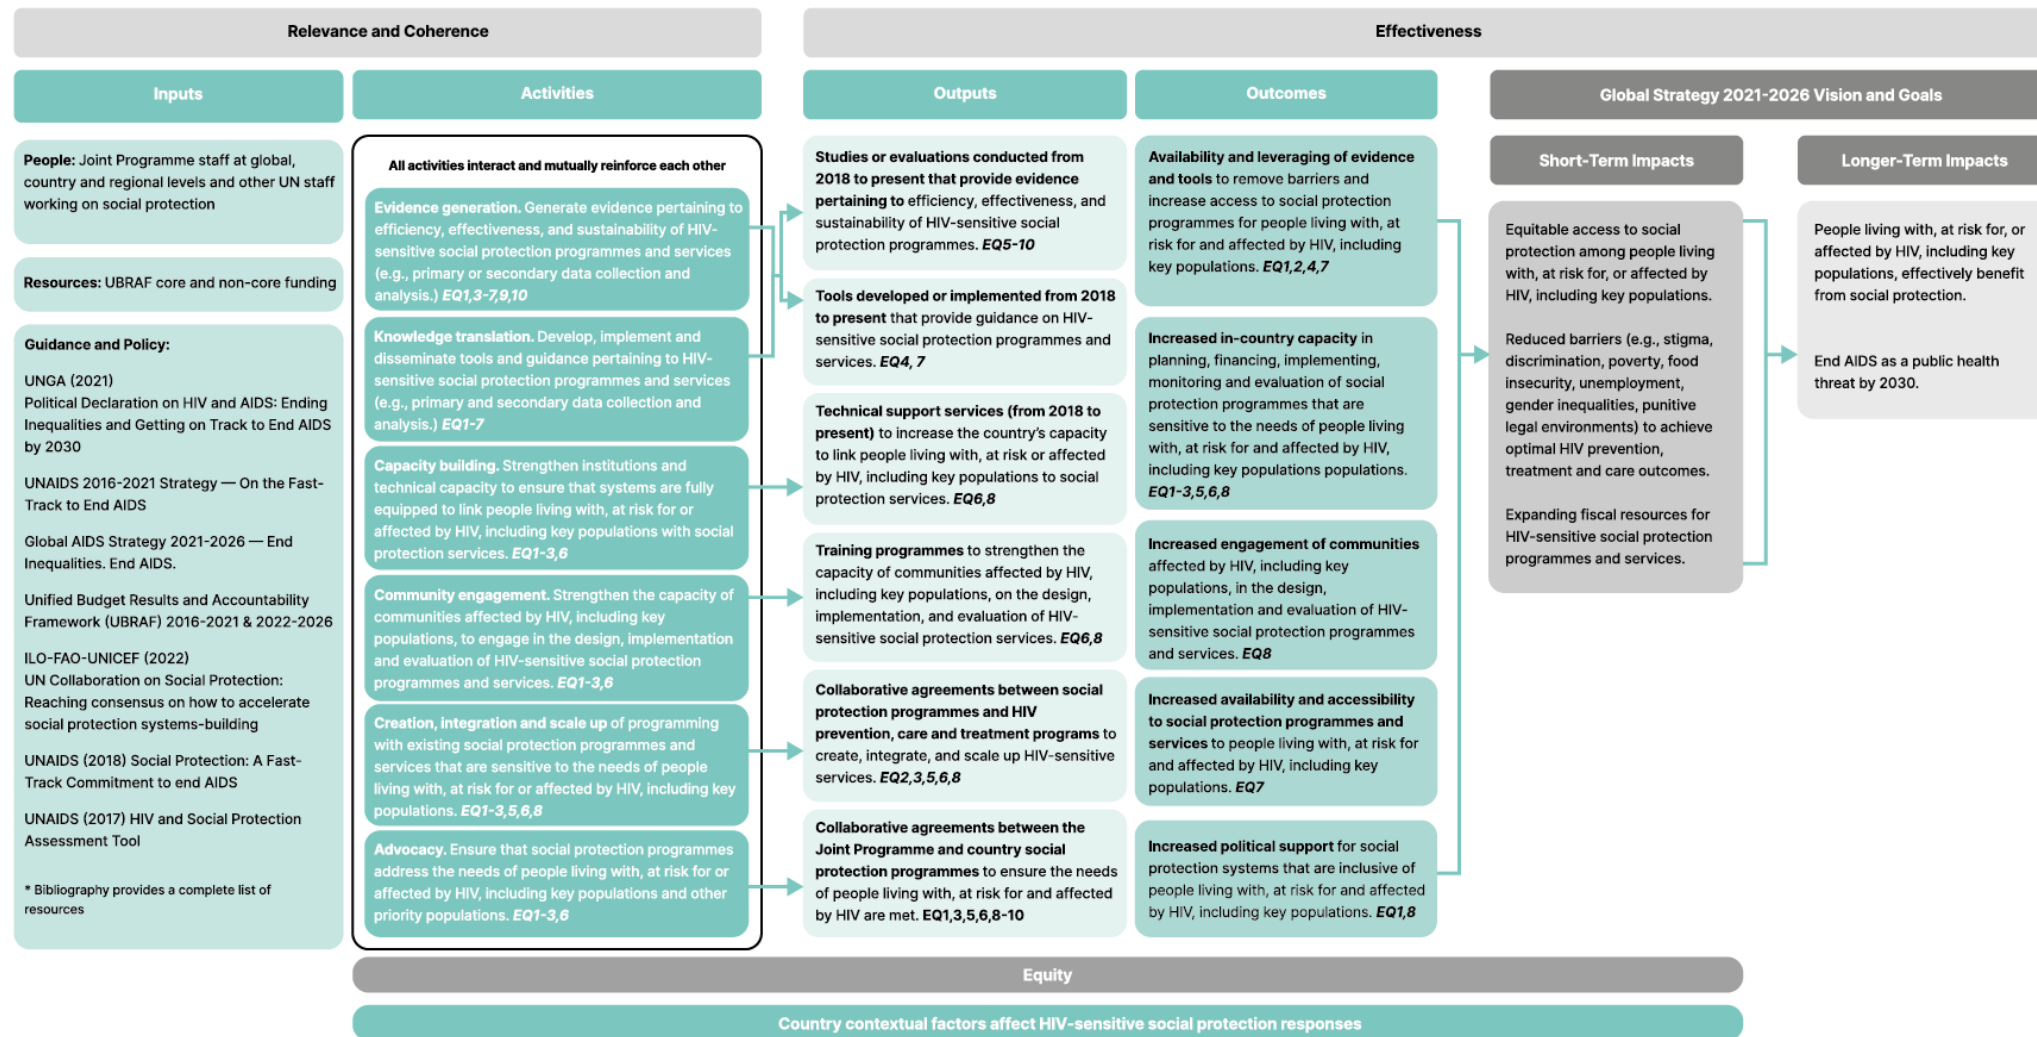 Relevance and Coherence
Effectiveness
Inputs
Activities
Outputs
Outcomes
Global Strategy 2021-2026 Vision and Goals
People: Joint Programme staff at global,
country and regional levels and other UN staff
working on social protection
Resources: UBRAF core and non-core funding
Guidance and Policy:
UNGA (2021)
Political Declaration on HIV and AIDS: Ending
Inequalities and Getting on Track to End AIDS
by 2030
UNAIDS 2016-2021 Strategy — On the Fast-
Track to End AIDS
Global AIDS Strategy 2021-2026 — End
Inequalities. End AIDS.
Unified Budget Results and Accountability
Framework (UBRAF) 2016-2021 & 2022-2026
ILO-FAO-UNICEF (2022)
UN Collaboration on Social Protection:
Reaching consensus on how to accelerate
social protection systems-building
UNAIDS (2018) Social Protection: A Fast-
Track Commitment to end AIDS
UNAIDS (2017) HIV and Social Protection
Assessment Tool
* Bibliography provides a complete list of
resources
All activities interact and mutually reinforce each other
Evidence generation. Generate evidence pertaining to
efficiency, effectiveness, and sustainability of HIV-
sensitive social protection programmes and services
(e.g., primary or secondary data collection and
analysis.) EQ1,3-7,9,10
Knowledge translation. Develop, implement and
disseminate tools and guidance pertaining to HIV-
sensitive social protection programmes and services
(e.g., primary and secondary data collection and
analysis.) EQ1-7
Capacity building. Strengthen institutions and
technical capacity to ensure that systems are fully
equipped to link people living with, at risk for or
affected by HIV, including key populations with social
protection services. EQ1-3,6
Community engagement. Strengthen the capacity of
communities affected by HIV, including key
populations, to engage in the design, implementation
and evaluation of HIV-sensitive social protection
programmes and services. EQ1-3,6
Creation, integration and scale up of programming
with existing social protection programmes and
services that are sensitive to the needs of people
living with, at risk for or affected by HIV, including key
populations. EQ1-3,5,6,8
Advocacy. Ensure that social protection programmes
address the needs of people living with, at risk for or
affected by HIV, including key populations and other
priority populations. EQ1-3,6
Studies or evaluations conducted from
2018 to present that provide evidence
pertaining to efficiency, effectiveness, and
sustainability of HIV-sensitive social
protection programmes. EQ5-10
Tools developed or implemented from 2018
to present that provide guidance on HIV-
sensitive social protection programmes and
services. EQ4, 7
Technical support services (from 2018 to
present) to increase the country's capacity
to link people living with, at risk or affected
by HIV, including key populations to social
protection services. EQ6,8
Training programmes to strengthen the
capacity of communities affected by HIV,
including key populations, on the design,
implementation, and evaluation of HIV-
sensitive social protection services. EQ6,8
Collaborative agreements between social
protection programmes and HIV
prevention, care and treatment programs to
create, integrate, and scale up HIV-sensitive
services. EQ2,3,5,6,8
Collaborative agreements between the
Joint Programme and country social
protection programmes to ensure the needs
of people living with, at risk for and affected
by HIV are met. EQ1,3,5,6,8-10
Availability and leveraging of evidence
and tools to remove barriers and
increase access to social protection
programmes for people living with, at
risk for and affected by HIV, including
key populations. EQ1,2,4,7
Increased in-country capacity in
planning, financing, implementing,
monitoring and evaluation of social
protection programmes that are
sensitive to the needs of people living
with, at risk for and affected by HIV,
including key populations populations.
EQ1-3,5,6,8
Increased engagement of communities
affected by HIV, including key
populations, in the design,
implementation and evaluation of HIV-
sensitive social protection programmes
and services. EQ8
Increased availability and accessibility
to social protection programmes and
services to people living with, at risk for
and affected by HIV, including key
populations. EQ7
Increased political support for social
protection systems that are inclusive of
people living with, at risk for and affected
by HIV, including key populations. EQ1,8
Short-Term Impacts
Equitable access to social
protection among people living
with, at risk for, or affected by
HIV, including key populations.
Reduced barriers (e.g., stigma,
discrimination, poverty, food
insecurity, unemployment,
gender inequalities, punitive
legal environments) to achieve
optimal HIV prevention,
treatment and care outcomes.
Expanding fiscal resources for
HIV-sensitive social protection
programmes and services.
Longer-Term Impacts
People living with, at risk for, or
affected by HIV, including key
populations, effectively benefit
from social protection.
End AIDS as a public health
threat by 2030.
Equity
Country contextual factors affect HIV-sensitive social protection responses